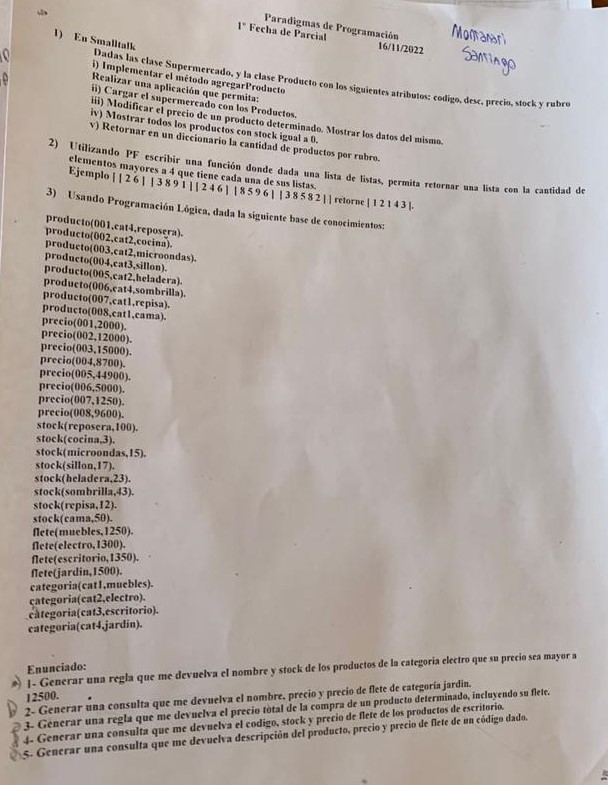 Paradigmas de Programación
1° Fecha de Parcial
16/11/2022
Santiago
1) En Smalltalk
Dadas las clase Supermercado, y la clase Producto con los siguientes atributos: codigo, desc, precio, stock y rubro
i) Implementar el método agregarProducto
Realizar una aplicación que permita:
ii) Cargar el supermercado con los Productos.
iii) Modificar el precio de un producto determinado. Mostrar los datos del mismo.
iv) Mostrar todos los productos con stock igual a 0.
v) Retornar en un diccionario la cantidad de productos por rubro.
2) Utilizando PF escribir una función donde dada una lista de listas, permita retornar una lista con la cantidad de
elementos mayores a 4 que tiene cada una de sus listas.
Ejemplo [ [ 2 6 ] [ 3 8 9 1 ] [ 2 4 6 ] [ 8 5 9 6 ] [ 3 8 5 8 2 ] ] retorne [ 1 2 1 4 3 ].
3) Usando Programación Lógica, dada la siguiente base de conocimientos:
producto(001,cat4,reposera).
producto(002,cat2,cocina).
producto(003,cat2,microondas).
producto(004,cat3,sillon).
producto(005,cat2,heladera).
producto(006,cat4,sombrilla).
producto(007,cat1,repisa).
producto(008,cat1,cama).
precio(001,2000).
precio(002,12000).
precio(003,15000).
precio(004,8700).
precio(005,44900).
precio(006,5000).
precio(007,1250).
precio(008,9600).
stock(reposera,100).
stock(cocina,3).
stock(microondas,15).
stock(sillon,17).
stock(heladera,23).
stock(sombrilla,43).
stock(repisa,12).
stock(cama,50).
flete(muebles,1250).
flete(electro,1300).
flete(escritorio,1350).
flete(jardin,1500).
categoria(cat1,muebles).
categoria(cat2,electro).
categoria(cat3,escritorio).
categoria(cat4,jardin).
Enunciado:
1- Generar una regla que me devuelva el nombre y stock de los productos de la categoria electro que su precio sea mayor a
12500.
2- Generar una consulta que me devuelva el nombre, precio y precio de flete de categoría jardin.
3- Generar una regla que me devuelva el precio total de la compra de un producto determinado, incluyendo su flete.
4- Generar una consulta que me devuelva el codigo, stock y precio de flete de los productos de escritorio.
5- Generar una consulta que me devuelva descripción del producto, precio y precio de flete de un código dado.